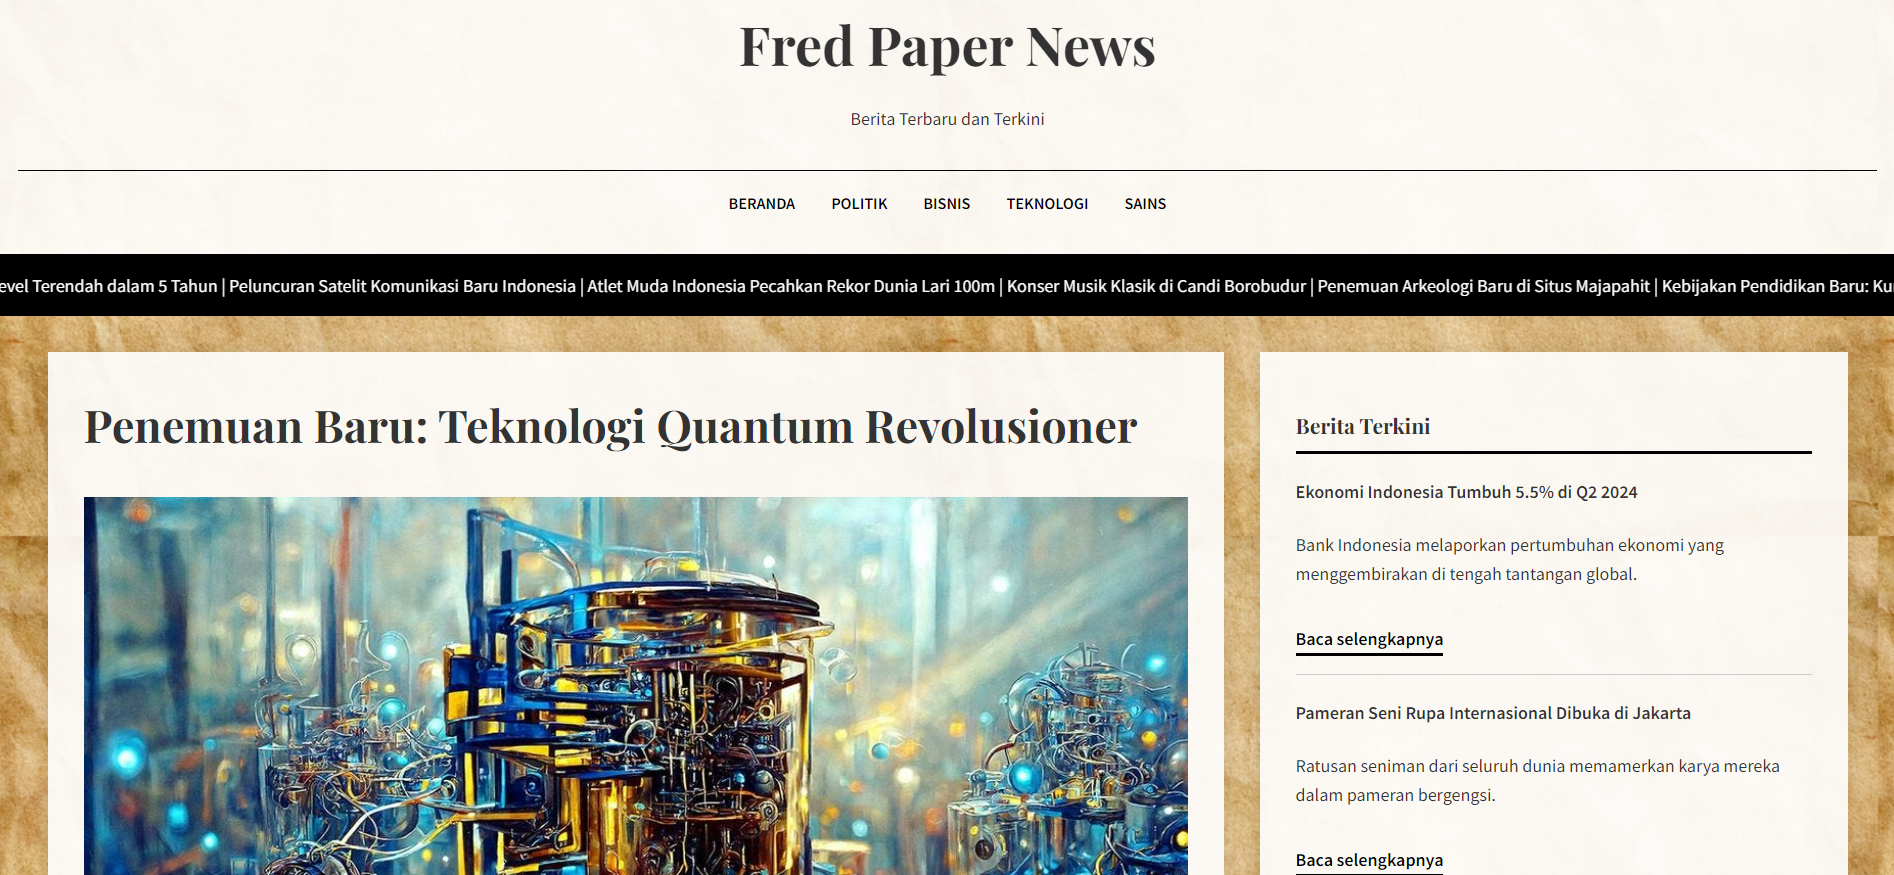 Fred Paper News
Berita Terbaru dan Terkini
BERANDA POLITIK BISNIS TEKNOLOGI SAINS
Terendah dalam 5 Tahun | Peluncuran Satelit Komunikasi Baru Indonesia | Atlet Muda Indonesia Pecahkan Rekor Dunia Lari 100m | Konser Musik Klasik di Candi Borobudur | Penemuan Arkeologi Baru di Situs Majapahit | Kebijakan Pendidikan Baru:
Penemuan Baru: Teknologi Quantum Revolusioner
Berita Terkini
Ekonomi Indonesia Tumbuh 5.5% di Q2 2024
Bank Indonesia melaporkan pertumbuhan ekonomi yang
menggembirakan di tengah tantangan global.
Baca selengkapnya
Pameran Seni Rupa Internasional Dibuka di Jakarta
Ratusan seniman dari seluruh dunia memamerkan karya mereka
dalam pameran bergengsi.
Baca selengkapnya